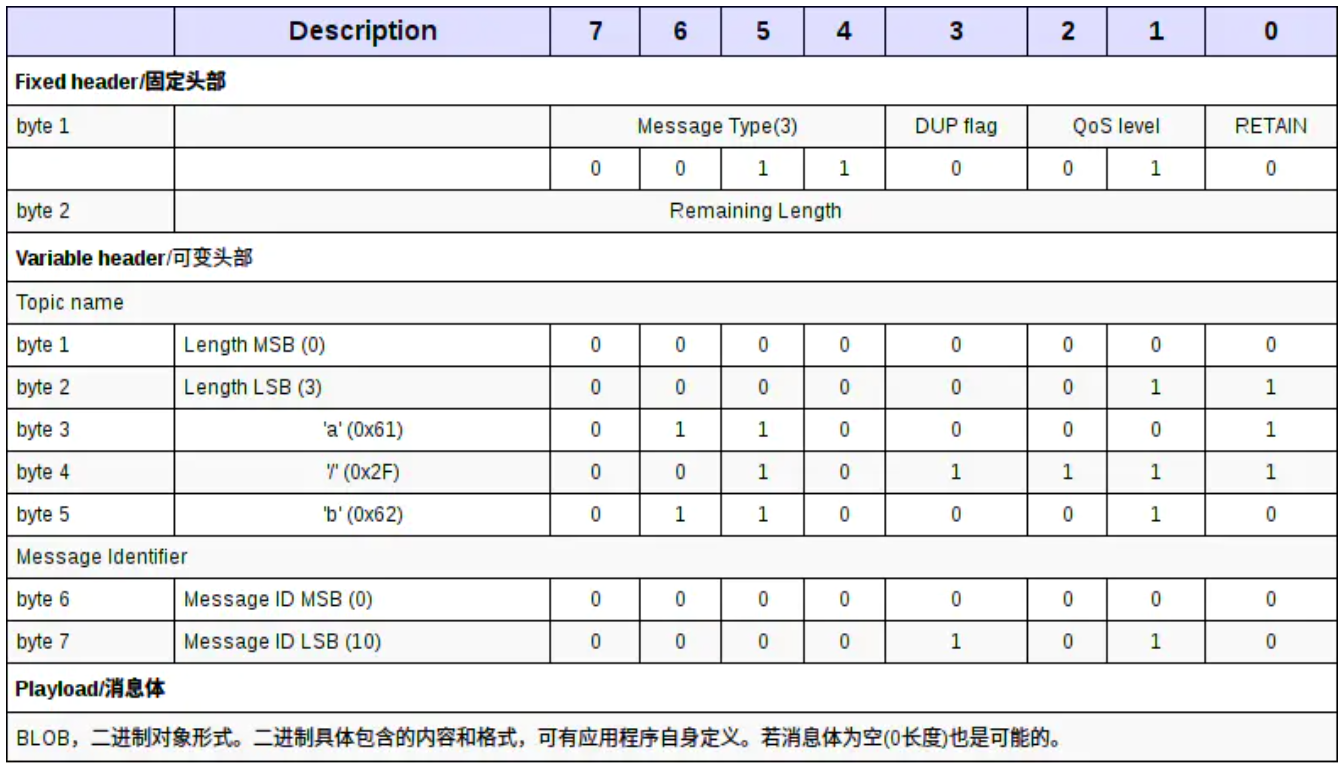 Description 7 6 5 4 3 2 1 0
Fixed header/固定头部
byte 1 Message Type(3) DUP flag QoS level RETAIN
0 0 1 1 0 0 1 0
byte 2 Remaining Length
Variable header/可变头部
Topic name
byte 1 Length MSB (0) 0 0 0 0 0 0 0 0
byte 2 Length LSB (3) 0 0 0 0 0 0 1 1
byte 3 'a' (0x61) 0 1 1 0 0 0 0 1
byte 4 '/' (0x2F) 0 0 1 0 1 1 1 1
byte 5 'b' (0x62) 0 1 1 0 0 0 1 0
Message Identifier
byte 6 Message ID MSB (0) 0 0 0 0 0 0 0 0
byte 7 Message ID LSB (10) 0 0 0 0 1 0 1 0
Playload/消息体
BLOB，二进制对象形式。二进制具体包含的内容和格式，可有应用程序自身定义。若消息体为空(0长度)也是可能的。